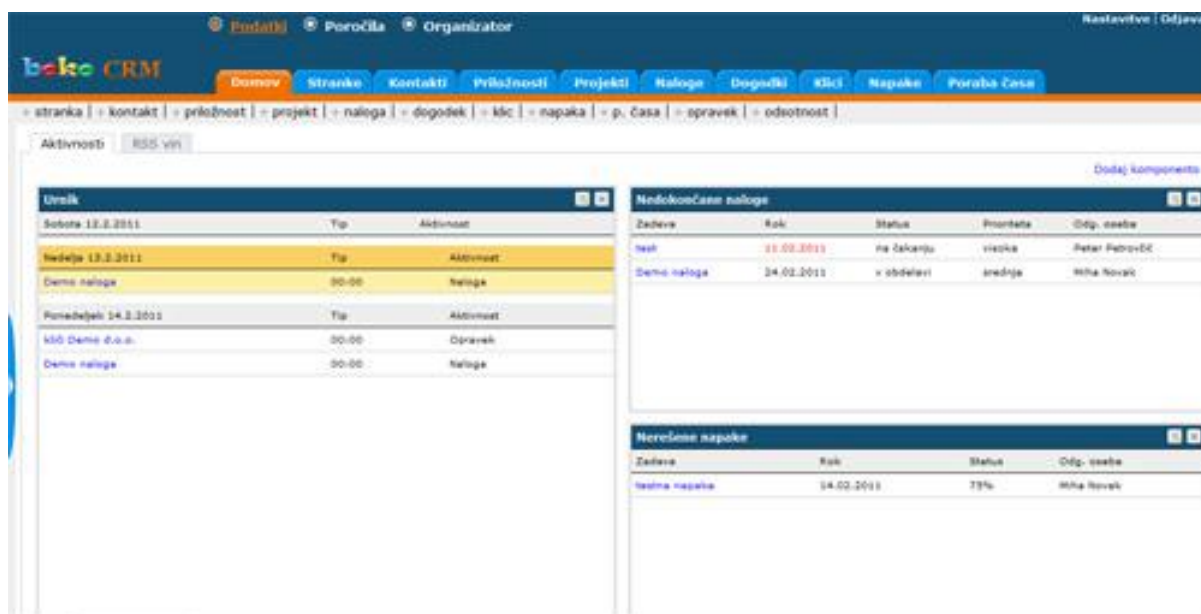 Podatki Poročila Organizator Nastavitve | Odjava
beko CRM
Domov Stranke Kontakti Priložnosti Projekti Naloge Dogodki Klici Napake Poraba časa
+ stranka | + kontakt | + priložnost | + projekt | + naloga | + dogodek | + klic | + napaka | + p. časa | + opravek | + odsotnost |
Aktivnosti RSS viri
Dodaj komponento
Urnik
Sobota 12.2.2011 Tip Aktivnost
Nedelja 13.2.2011 Tip Aktivnost
Demo naloga 00:00 Naloga
Ponedeljek 14.2.2011 Tip Aktivnost
kliči Demo d.o.o. 00:00 Opravek
Demo naloga 00:00 Naloga
Nedokončane naloge
Zadeva Rok Status Prioriteta Odg. oseba
test 11.02.2011 na čakanju visoka Peter Petrovčič
Demo naloga 24.02.2011 v obdelavi srednja Miha Novak
Nerešene napake
Zadeva Rok Status Odg. oseba
testna napaka 14.02.2011 75% Miha Novak